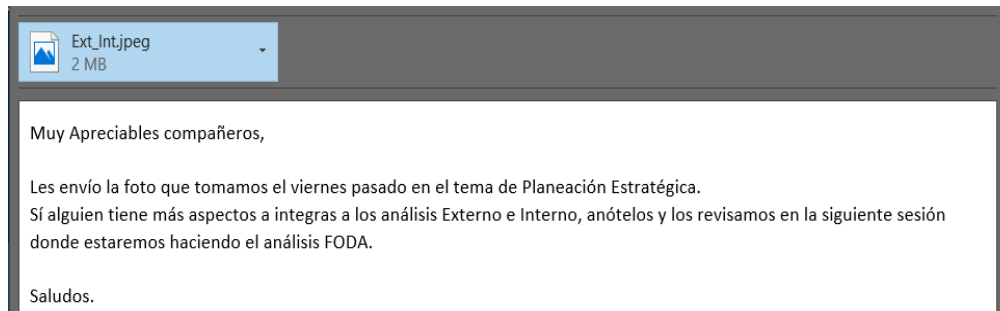 Ext_Int.jpeg
2 MB
Muy Apreciables compañeros,
Les envío la foto que tomamos el viernes pasado en el tema de Planeación Estratégica.
Sí alguien tiene más aspectos a integras a los análisis Externo e Interno, anótelos y los revisamos en la siguiente sesión
donde estaremos haciendo el análisis FODA.
Saludos.